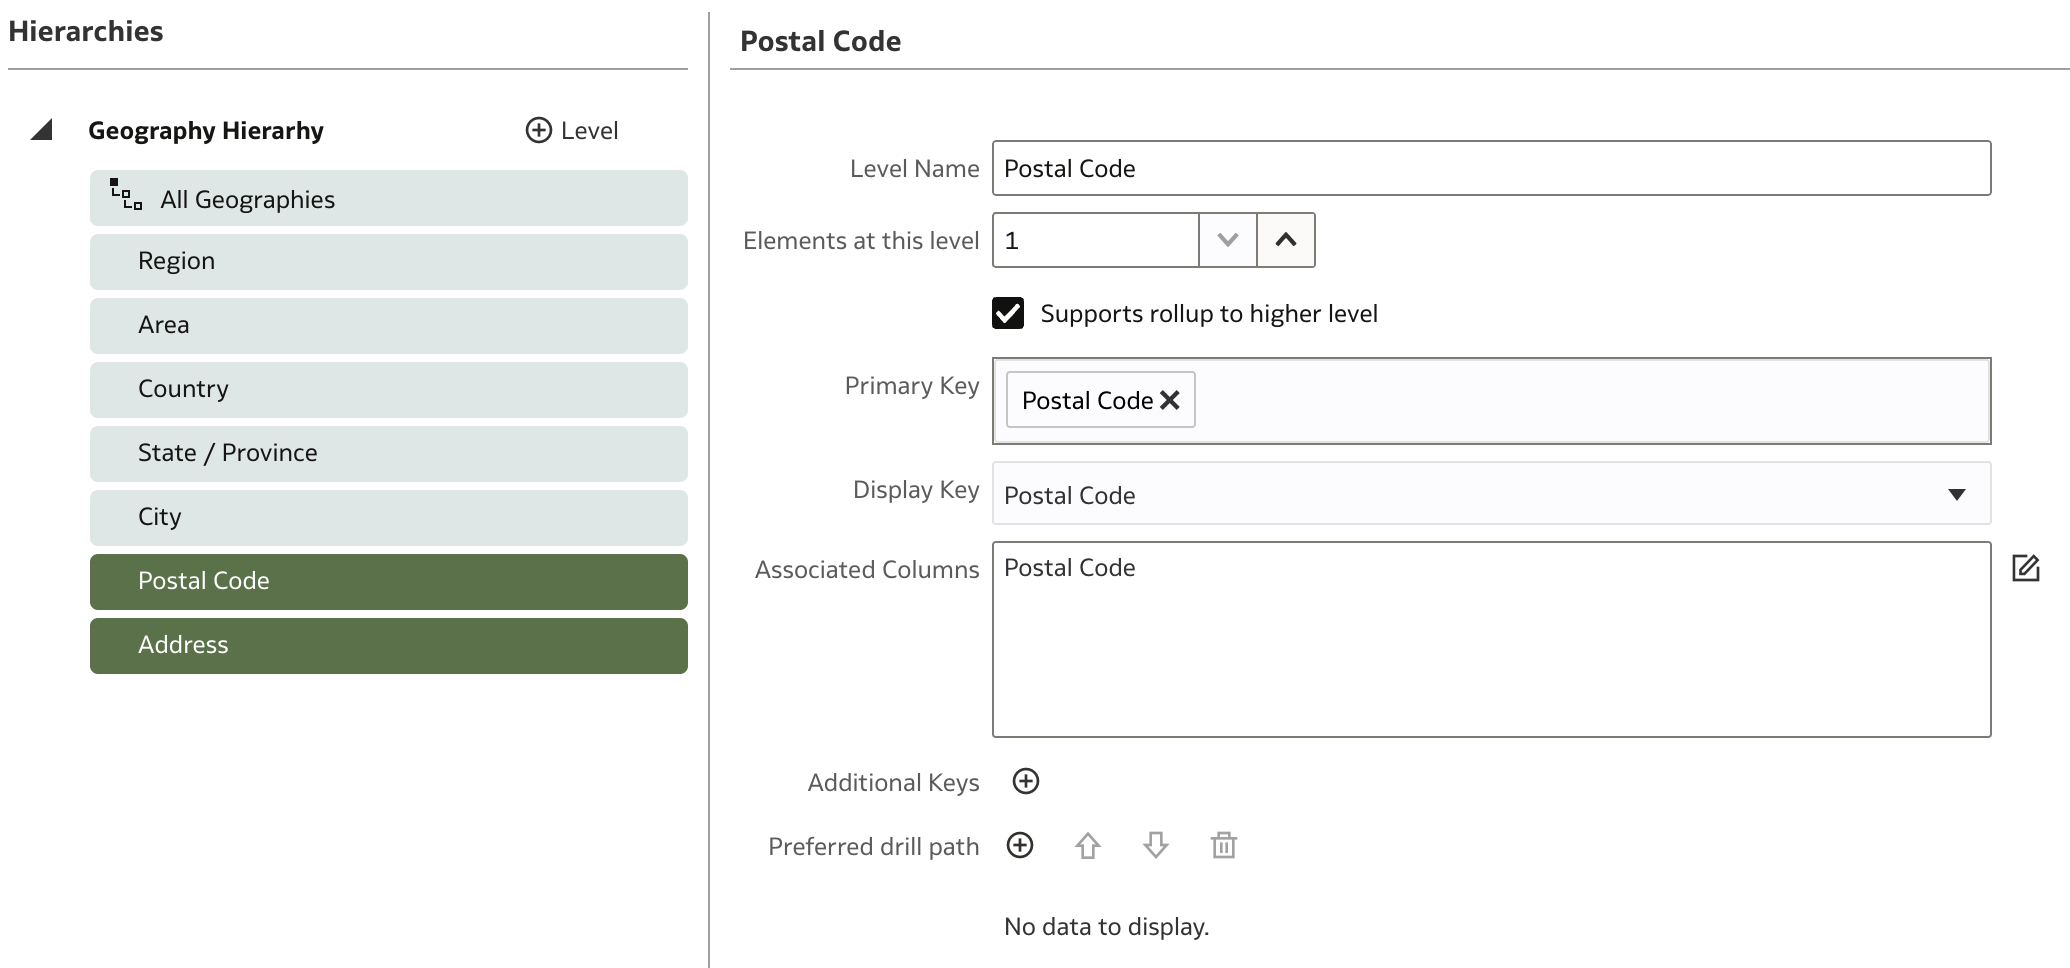 Hierarchies
Geography Hierarhy
Level
All Geographies
Region
Area
Country
State / Province
City
Postal Code
Address
Postal Code
Level Name
Postal Code
Elements at this level
1
Supports rollup to higher level
Primary Key
Postal Code
Display Key
Postal Code
Associated Columns
Postal Code
Additional Keys
Preferred drill path
No data to display.